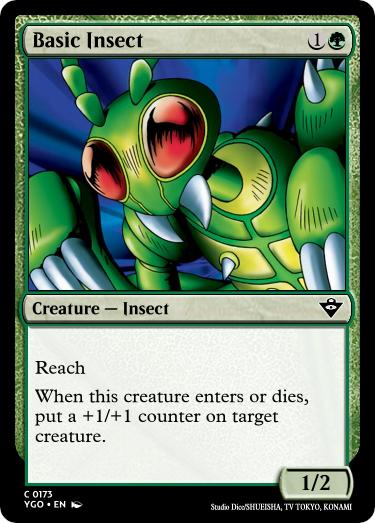 Basic Insect 1
Creature — Insect
Reach
When this creature enters or dies,
put a +1/+1 counter on target
creature.
1/2
C 0173
YGO • EN
Studio Dice/SHUEISHA, TV TOKYO, KONAMI